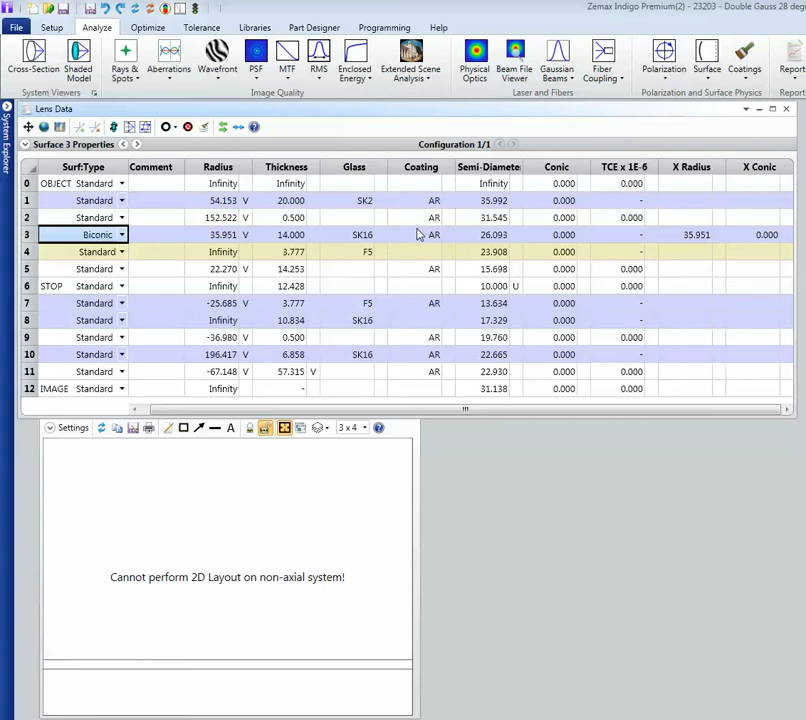 Zemax Indigo Premium(2) - 23203 - Double Gauss 28 degr
File Setup Analyze Optimize Tolerance Libraries Part Designer Programming Help
Cross-Section Shaded Model Rays & Spots Aberrations Wavefront PSF MTF RMS Enclosed Energy Extended Scene Analysis Physical Optics Beam File Viewer Gaussian Beams Fiber Coupling Polarization Surface Coatings Report
System Viewers Image Quality Laser and Fibers Polarization and Surface Physics Report
System Explorer
Lens Data
Surface 3 Properties Configuration 1/1
Surf:Type Comment Radius Thickness Glass Coating Semi-Diamete Conic TCE x 1E-6 X Radius X Conic
0 OBJECT Standard Infinity Infinity Infinity 0.000 0.000
1 Standard 54.153 V 20.000 SK2 AR 35.992 0.000 -
2 Standard 152.522 V 0.500 AR 31.545 0.000 0.000
3 Biconic 35.951 V 14.000 SK16 AR 26.093 0.000 - 35.951 0.000
4 Standard Infinity 3.777 F5 23.908 0.000 -
5 Standard 22.270 V 14.253 AR 15.698 0.000 0.000
6 STOP Standard Infinity 12.428 10.000 U 0.000 0.000
7 Standard -25.685 V 3.777 F5 AR 13.634 0.000 -
8 Standard Infinity 10.834 SK16 17.329 0.000 -
9 Standard -36.980 V 0.500 AR 19.760 0.000 0.000
10 Standard 196.417 V 6.858 SK16 AR 22.665 0.000 -
11 Standard -67.148 V 57.315 V AR 22.930 0.000 0.000
12 IMAGE Standard Infinity - 31.138 0.000 0.000
Settings A 3 x 4
Cannot perform 2D Layout on non-axial system!